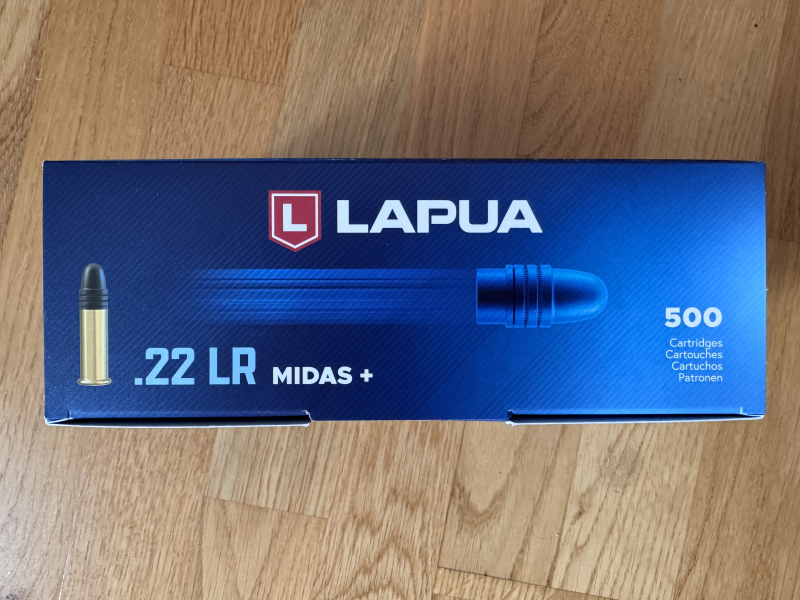 L LAPUA
.22 LR MIDAS +
500
Cartridges
Cartouches
Cartuchos
Patronen